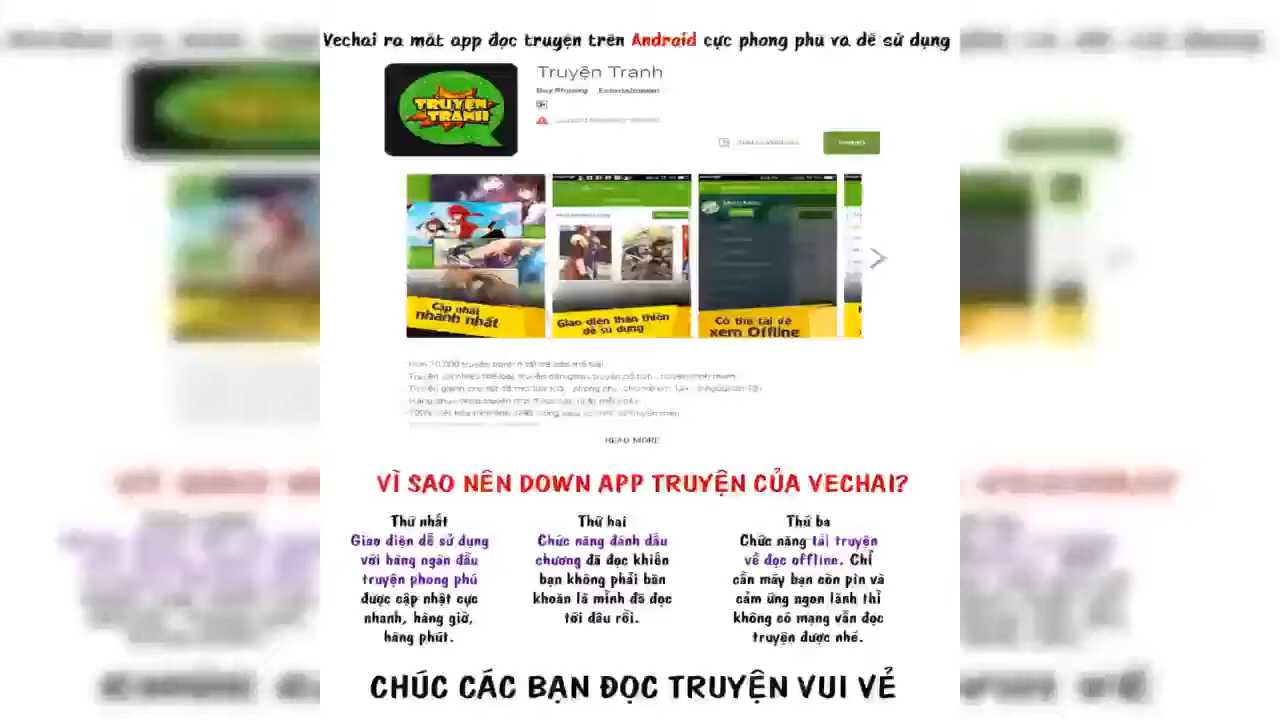 Vechai ra mắt app đọc truyện trên Android cực phong phú và dễ sử dụng
Truyện Tranh
Duy Phuong Entertainment
TRUYỆN
TRANH
Install
Cập nhật
nhanh nhất
Giao diện thân thiện
dễ sử dụng
Có thể tải về
xem Offline
READ MORE
VÌ SAO NÊN DOWN APP TRUYỆN CỦA VECHAI?
Thứ nhất
Giao diện dễ sử dụng
với hàng ngàn đầu
truyện phong phú
được cập nhật cực
nhanh, hàng giờ,
hàng phút.
Thứ hai
Chức năng đánh dấu
chương đã đọc khiến
bạn không phải băn
khoăn là mình đã đọc
tới đâu rồi.
Thứ ba
Chức năng tải truyện
về đọc offline. Chỉ
cần máy bạn còn pin và
cảm ứng ngon lành thì
không có mạng vẫn đọc
truyện được nhé.
CHÚC CÁC BẠN ĐỌC TRUYỆN VUI VẺ